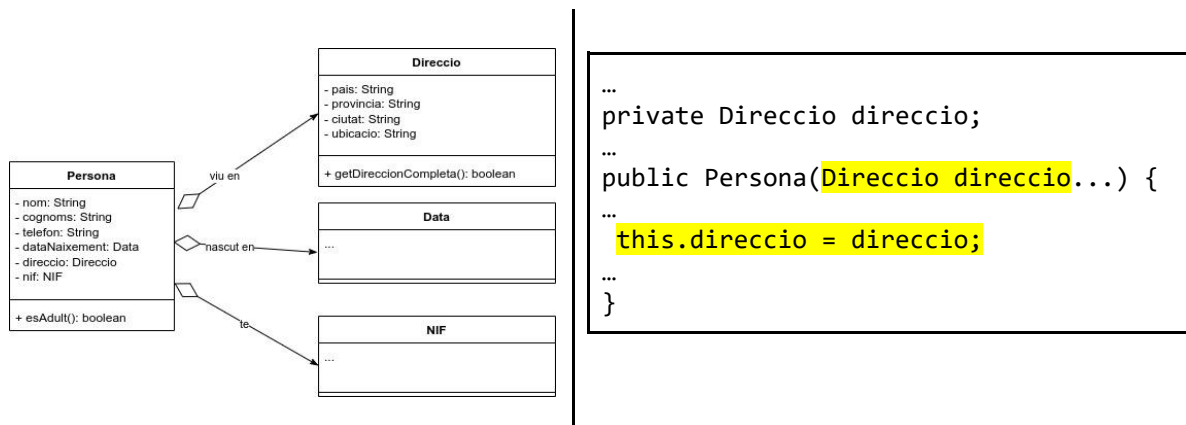 Direccio
- pais: String
- provincia: String
- ciutat: String
- ubicacio: String
+ getDireccionCompleta(): boolean
Persona
- nom: String
- cognoms: String
- telefon: String
- dataNaixement: Data
- direccio: Direccio
- nif: NIF
+ esAdult(): boolean
viu en
nascut en
te
Data
...
NIF
...
…
private Direccio direccio;
…
public Persona(Direccio direccio...) {
…
this.direccio = direccio;
…
}